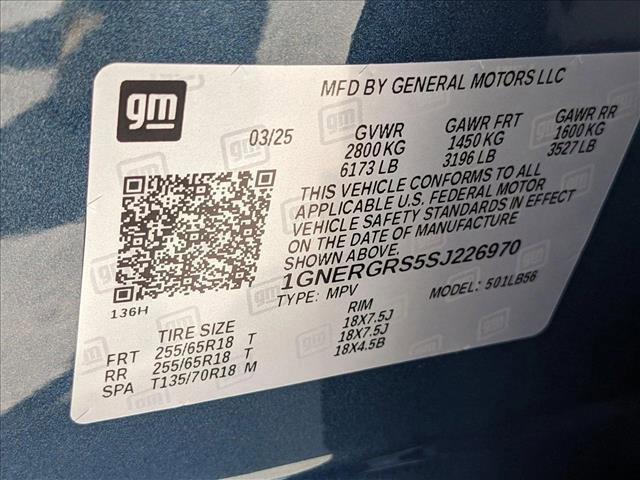 gm
MFD BY GENERAL MOTORS LLC
03/25 GVWR GAWR FRT GAWR RR
2800 KG 1450 KG 1600 KG
6173 LB 3196 LB 3527 LB
THIS VEHICLE CONFORMS TO ALL
APPLICABLE U.S. FEDERAL MOTOR
VEHICLE SAFETY STANDARDS IN EFFECT
ON THE DATE OF MANUFACTURE
SHOWN ABOVE.
1GNERGRS5SJ226970
TYPE: MPV MODEL: 501LB56
136H
TIRE SIZE RIM
FRT 255/65R18 T 18X7.5J
RR 255/65R18 T 18X7.5J
SPA T135/70R18 M 18X4.5B